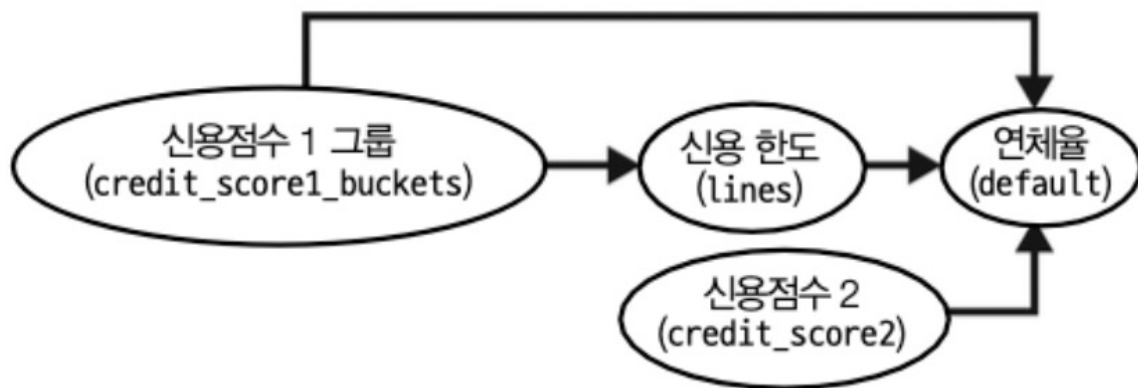 신용점수 1 그룹
(credit_score1_buckets)
신용 한도
(lines)
연체율
(default)
신용점수 2
(credit_score2)